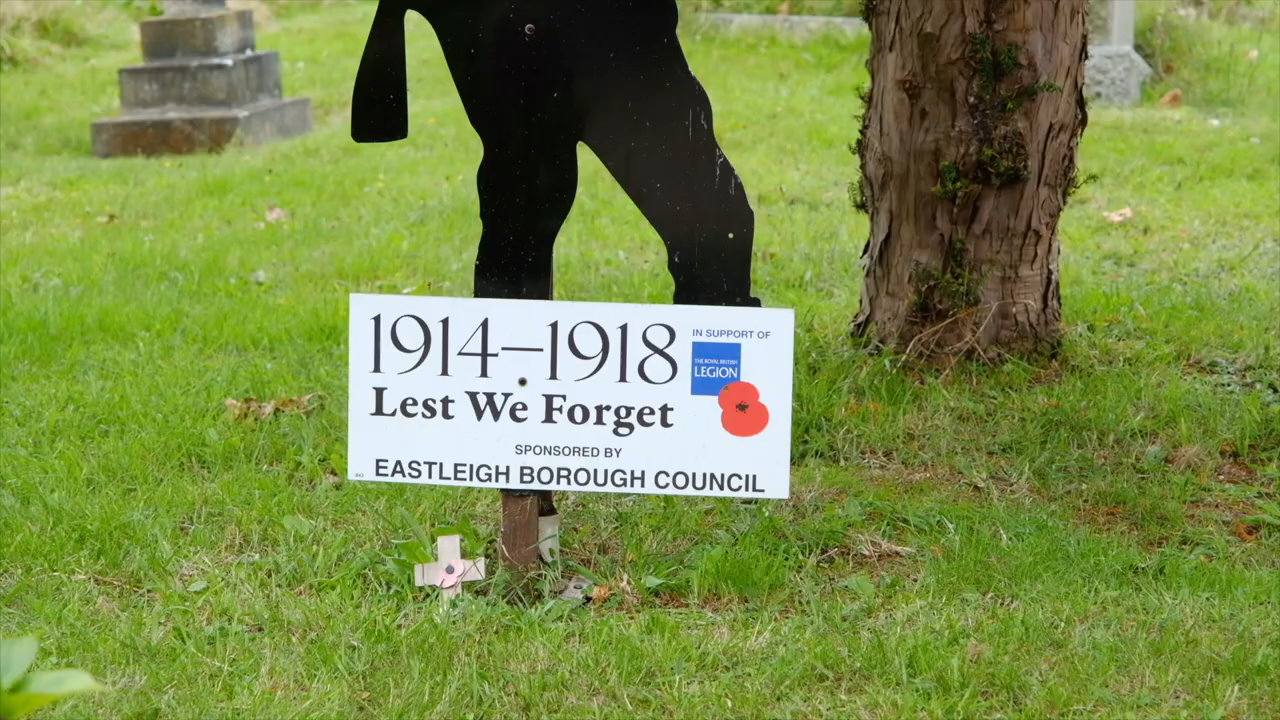 1914–1918
Lest We Forget
SPONSORED BY
EASTLEIGH BOROUGH COUNCIL
IN SUPPORT OF
THE ROYAL BRITISH
LEGION